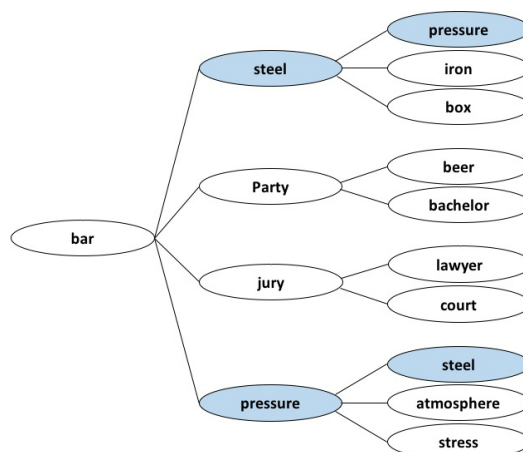 pressure
steel
iron
box
beer
Party
bachelor
bar
lawyer
jury
court
steel
pressure
atmosphere
stress